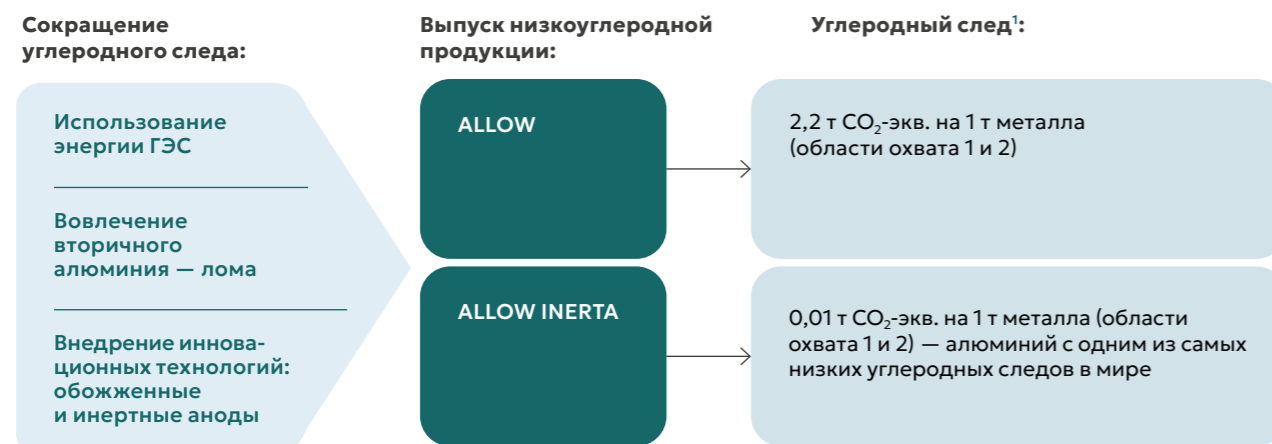 Сокращение
углеродного следа:
Использование
энергии ГЭС
Вовлечение
вторичного
алюминия — лома
Внедрение иннова-
ционных технологий:
обожженные
и инертные аноды
Выпуск низкоуглеродной
продукции:
ALLOW
ALLOW INERTA
Углеродный след¹:
2,2 т CO₂-экв. на 1 т металла
(области охвата 1 и 2)
0,01 т CO₂-экв. на 1 т металла (области
охвата 1 и 2) — алюминий с одним из самых
низких углеродных следов в мире